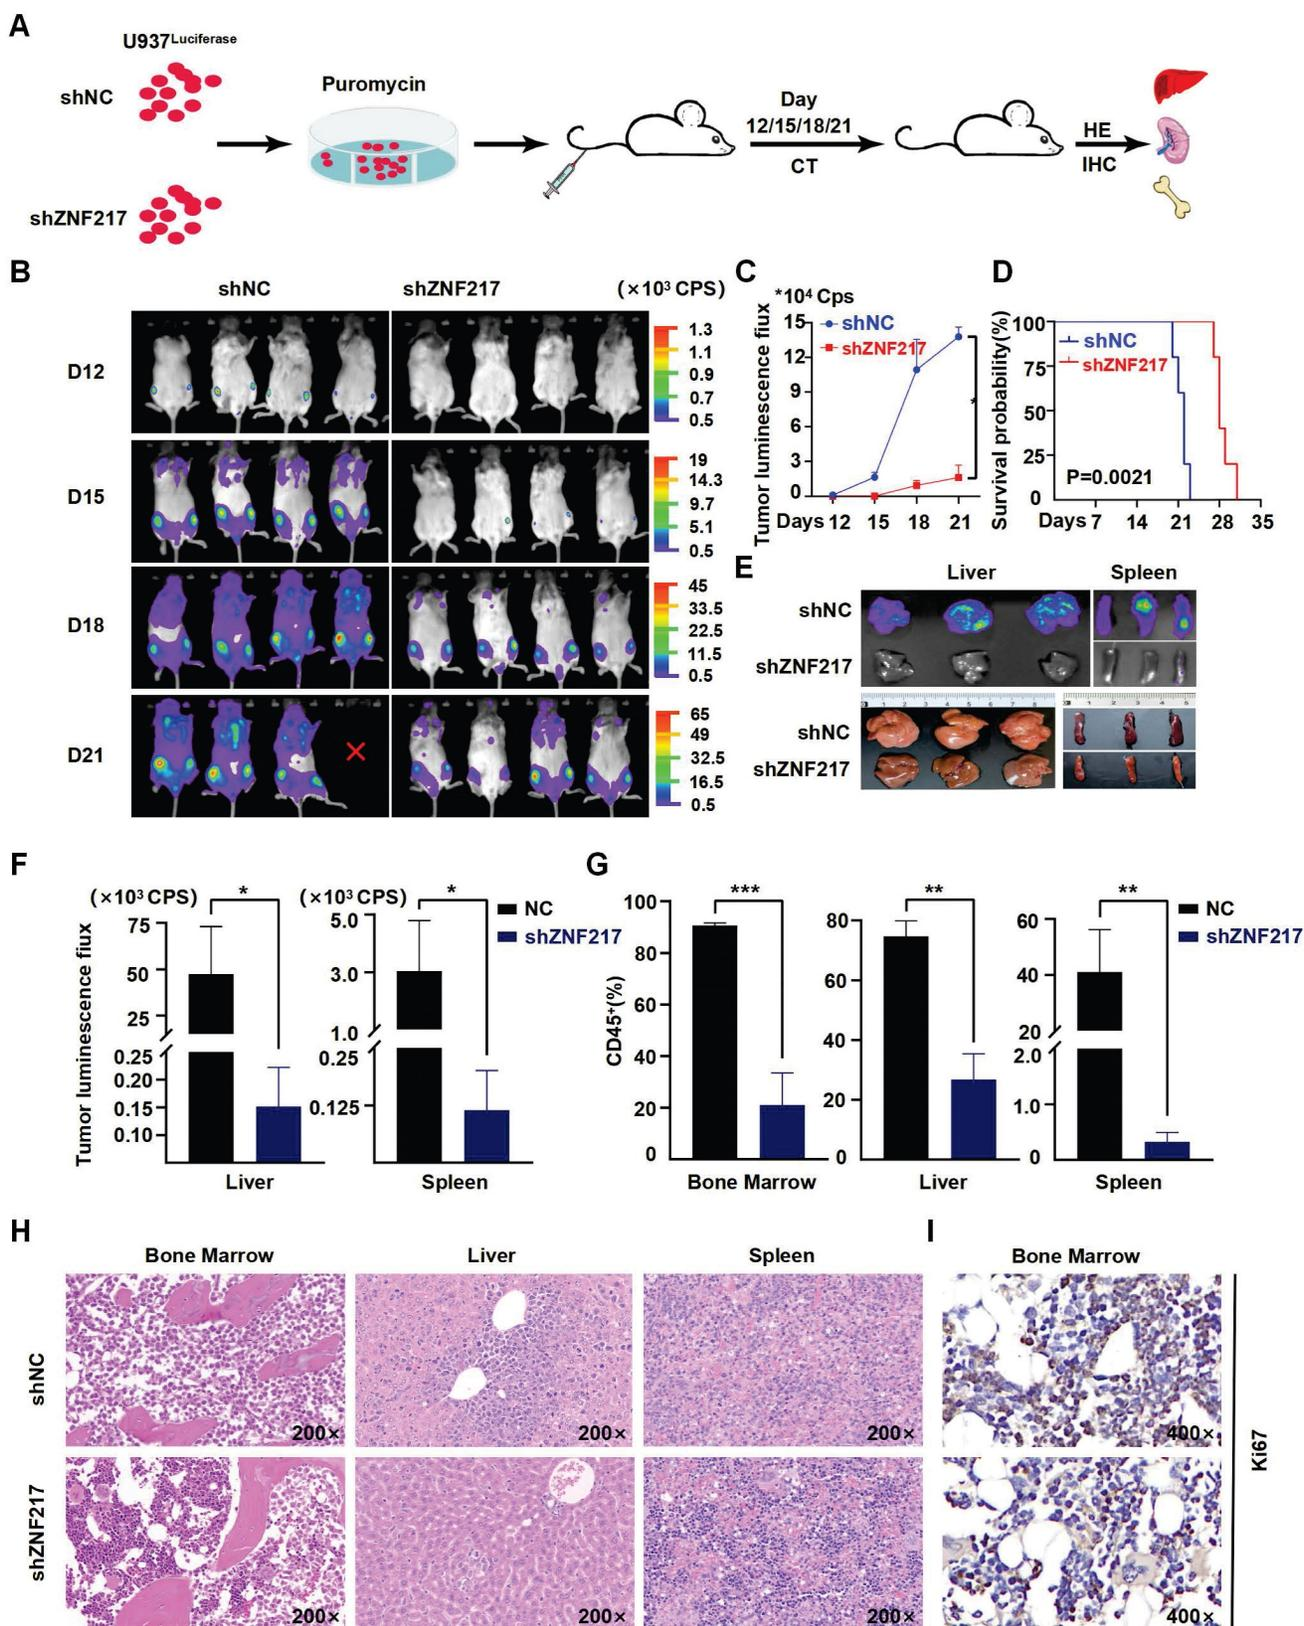 A
U937Luciferase
shNC
shZNF217
Puromycin
Day
12/15/18/21
CT
HE
IHC
B
shNC shZNF217 (×10³ CPS)
D12
1.3
1.1
0.9
0.7
0.5
D15
19
14.3
9.7
5.1
0.5
D18
45
33.5
22.5
11.5
0.5
D21
65
49
32.5
16.5
0.5
C
*10⁴ Cps
Tumor luminescence fiux
15
12
9
6
3
0
shNC
shZNF217
*
Days 12 15 18 21
D
Survival probability(%)
100
75
50
25
0
shNC
shZNF217
P=0.0021
Days 7 14 21 28 35
E
Liver Spleen
shNC
shZNF217
shNC
shZNF217
F
(×10³ CPS)
Tumor luminescence fiux
75
50
25
0.25
0.20
0.15
0.10
*
Liver
(×10³ CPS)
5.0
3.0
1.0
0.25
0.125
*
Spleen
NC
shZNF217
G
CD45⁺(%)
100
80
60
40
20
0
***
Bone Marrow
80
60
40
20
0
**
Liver
60
40
20
2.0
1.0
0
**
Spleen
NC
shZNF217
H
Bone Marrow Liver Spleen
shNC
200× 200× 200×
shZNF217
200× 200× 200×
I
Bone Marrow
400×
400×
Ki67